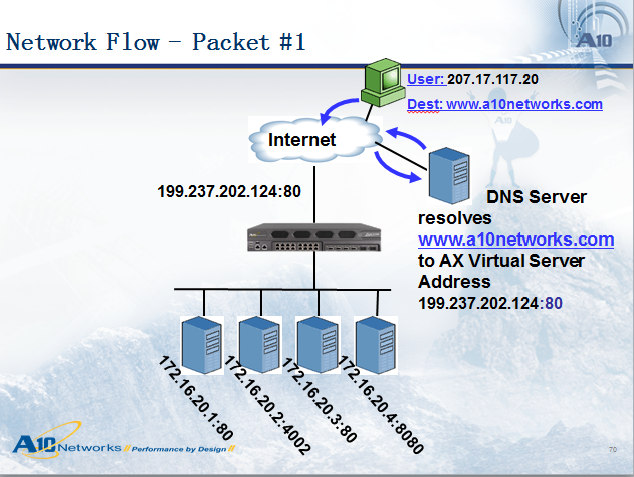 Network Flow – Packet #1
A10
User: 207.17.117.20
Dest: www.a10networks.com
A10
Internet
199.237.202.124:80
DNS Server
resolves
www.a10networks.com
to AX Virtual Server
Address
199.237.202.124:80
172.16.20.1:80
172.16.20.2:4002
172.16.20.3:80
172.16.20.4:8080
A10 Networks // Performance by Design //
70